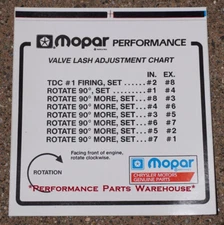 Mopar PERFORMANCE
VALVE LASH ADJUSTMENT CHART
IN. EX.
TDC #1 FIRING, SET ...... #2 #8
ROTATE 90°, SET ........... #1 #4
ROTATE 90° MORE, SET... #8 #3
ROTATE 90° MORE, SET... #4 #6
ROTATE 90° MORE, SET... #3 #5
ROTATE 90° MORE, SET... #6 #7
ROTATE 90° MORE, SET... #5 #2
ROTATE 90° MORE, SET... #7 #1
Facing front of engine,
rotate clockwise.
ROTATION
Mopar
CHRYSLER MOTORS
GENUINE PARTS
*Performance Parts Warehouse*